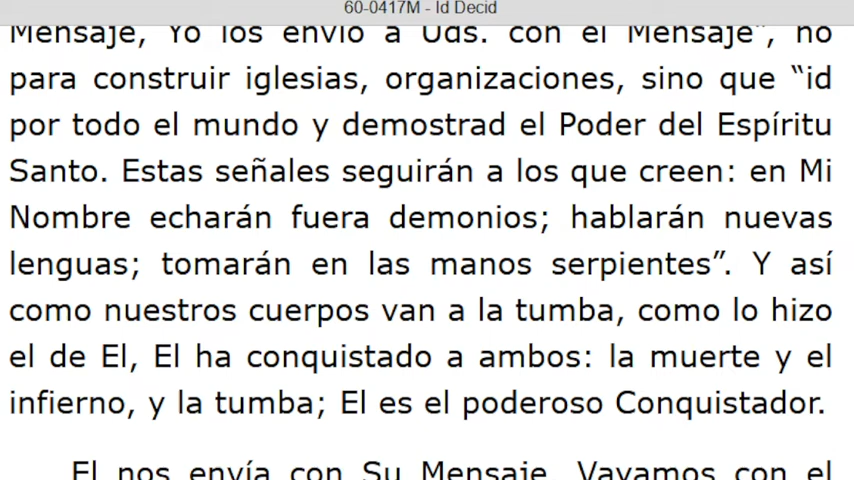 60-0417M - Id Decid
Mensaje, Yo los envío a Uds. con el Mensaje”, no
para construir iglesias, organizaciones, sino que “id
por todo el mundo y demostrad el Poder del Espíritu
Santo. Estas señales seguirán a los que creen: en Mi
Nombre echarán fuera demonios; hablarán nuevas
lenguas; tomarán en las manos serpientes”. Y así
como nuestros cuerpos van a la tumba, como lo hizo
el de El, El ha conquistado a ambos: la muerte y el
infierno, y la tumba; El es el poderoso Conquistador.
El nos envía con Su Mensaje. Vayamos con el